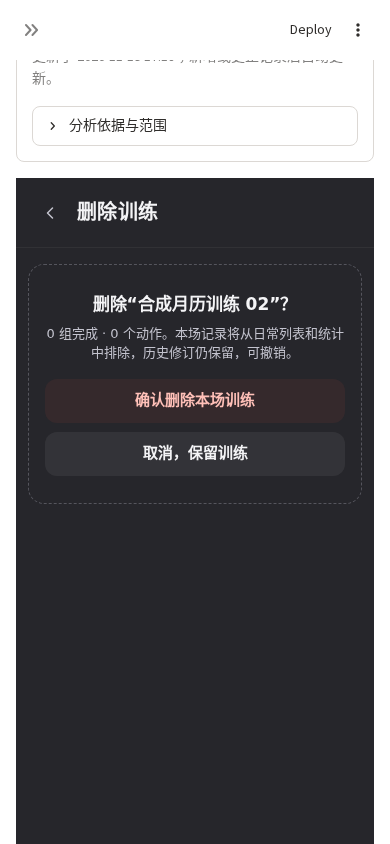 Deploy
新。
分析依据与范围
删除训练
删除“合成月历训练 02”？
0 组完成 · 0 个动作。本场记录将从日常列表和统计
中排除，历史修订仍保留，可撤销。
确认删除本场训练
取消，保留训练